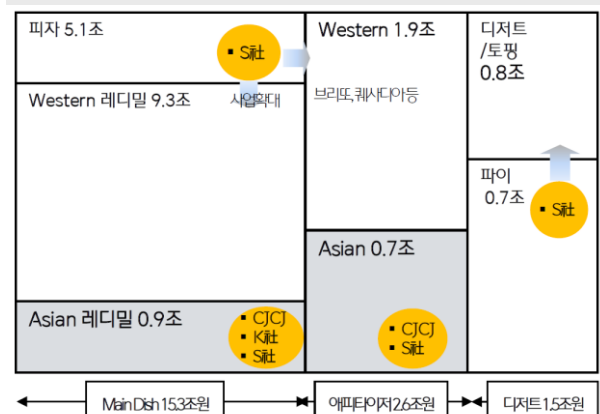 피자 5.1조
▪ S社
Western 레디밀 9.3조
사업확대
Asian 레디밀 0.9조
▪ CJCJ
▪ K社
▪ S社
Western 1.9조
브리또, 퀘사디아 등
Asian 0.7조
▪ CJCJ
▪ S社
디저트
/토핑
0.8조
파이
0.7조
▪ S社
Main Dish 15.3조원
애피타이저 2.6조원
디저트 1.5조원